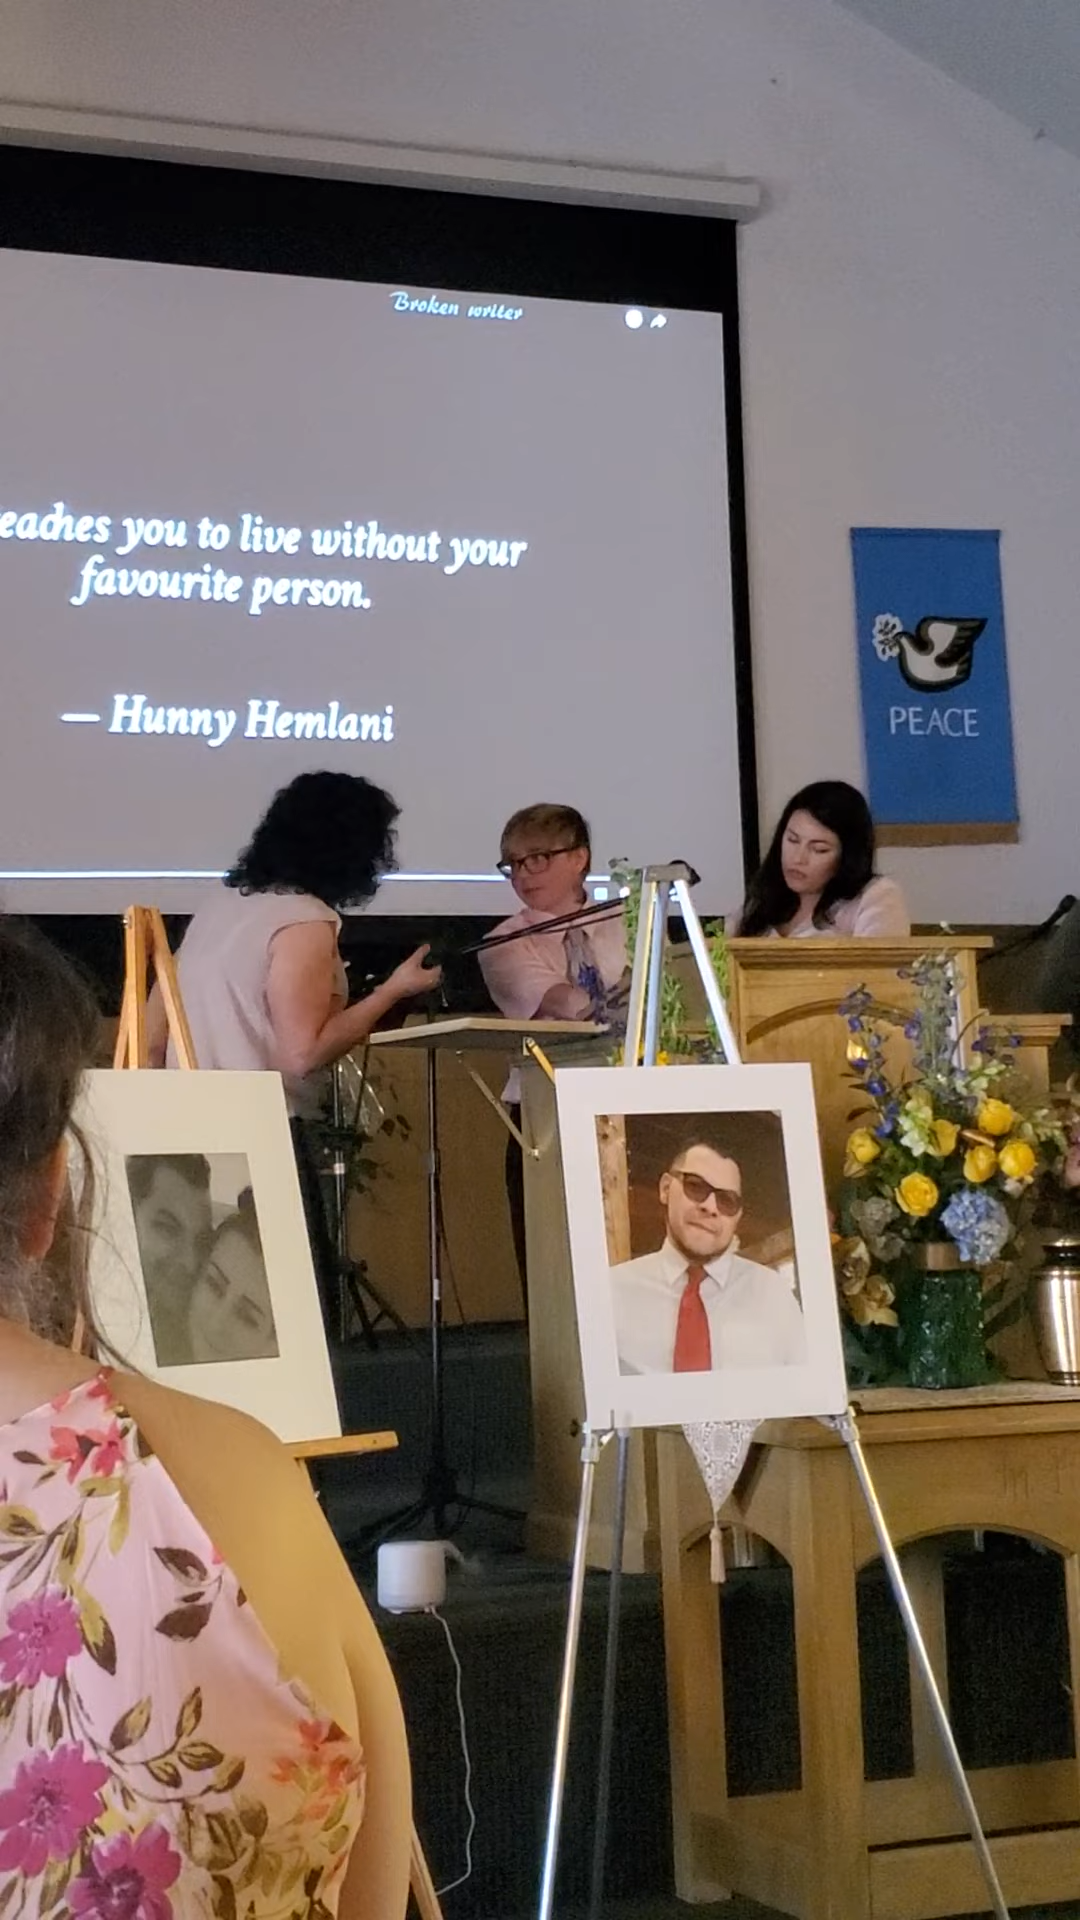 Broken writer
eaches you to live without your
favourite person.
— Hunny Hemlani
PEACE